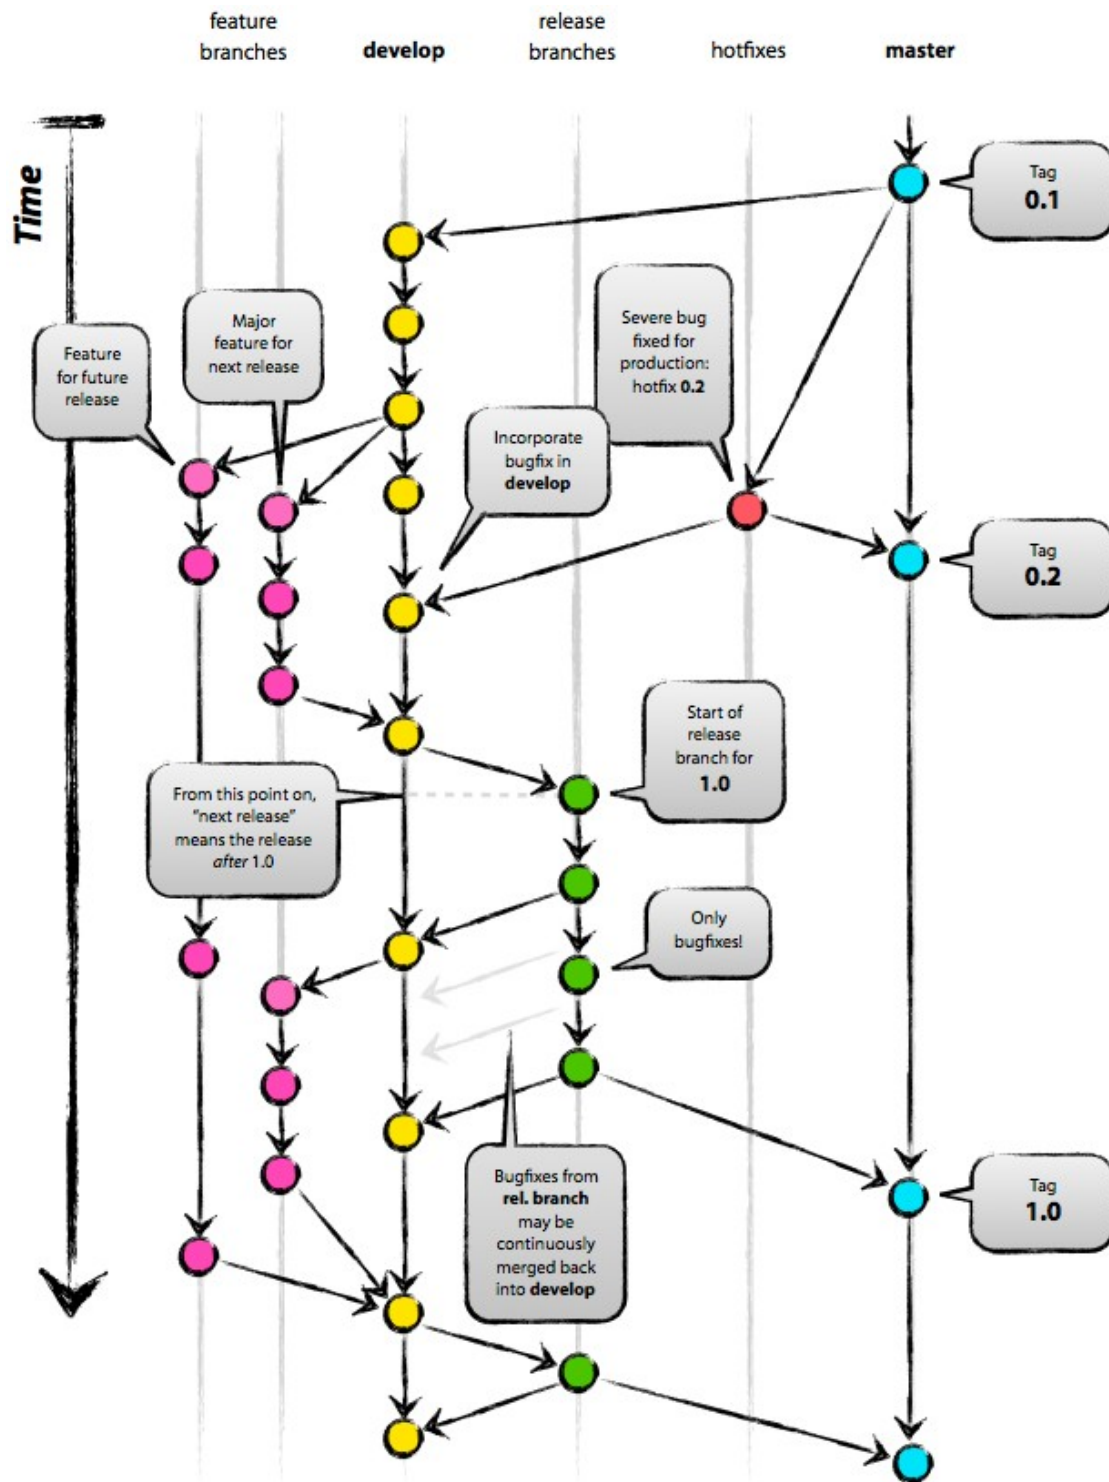 feature
branches
develop
release
branches
hotfixes
master
Time
Tag
0.1
Feature
for future
release
Major
feature for
next release
Severe bug
fixed for
production:
hotfix 0.2
Incorporate
bugfix in
develop
Tag
0.2
Start of
release
branch for
1.0
From this point on,
“next release”
means the release
after 1.0
Only
bugfixes!
Bugfixes from
rel. branch
may be
continuously
merged back
into develop
Tag
1.0